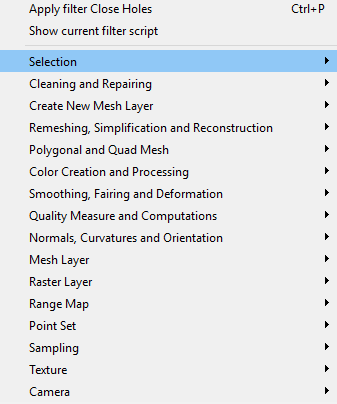 Apply filter Close Holes Ctrl+P
Show current filter script
Selection
Cleaning and Repairing
Create New Mesh Layer
Remeshing, Simplification and Reconstruction
Polygonal and Quad Mesh
Color Creation and Processing
Smoothing, Fairing and Deformation
Quality Measure and Computations
Normals, Curvatures and Orientation
Mesh Layer
Raster Layer
Range Map
Point Set
Sampling
Texture
Camera